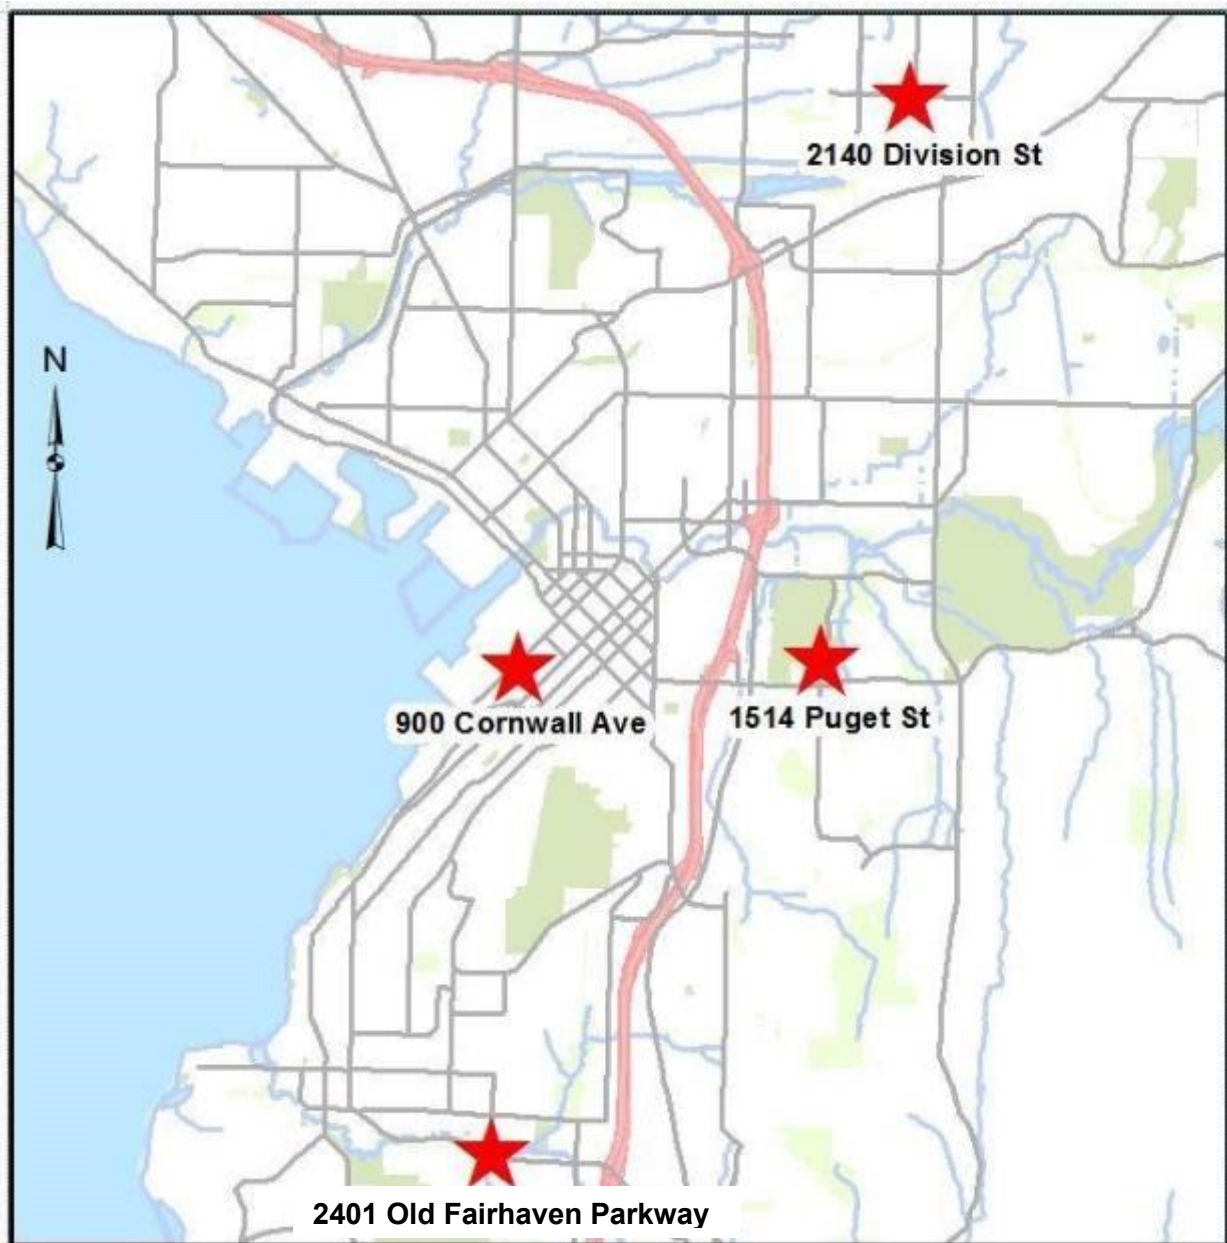 2140 Division St
N
900 Cornwall Ave
1514 Puget St
2401 Old Fairhaven Parkway